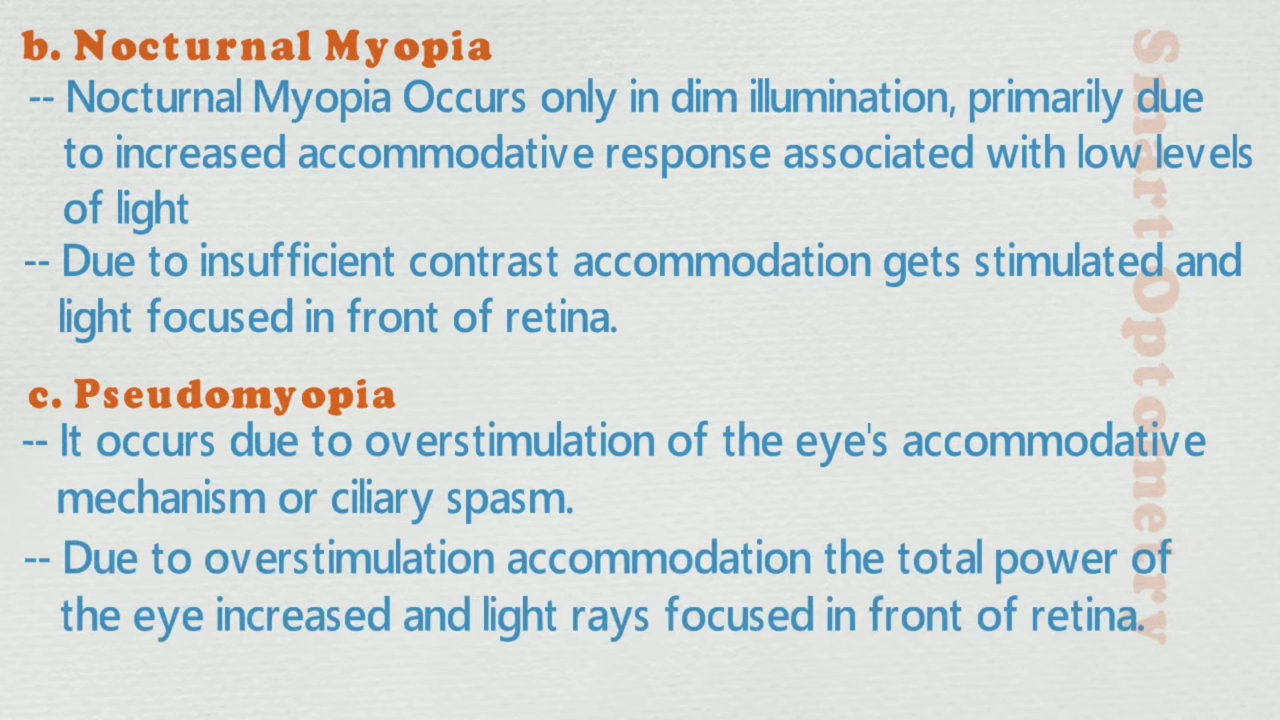 b. Nocturnal Myopia
-- Nocturnal Myopia Occurs only in dim illumination, primarily due
to increased accommodative response associated with low levels
of light
-- Due to insufficient contrast accommodation gets stimulated and
light focused in front of retina.
c. Pseudomyopia
-- It occurs due to overstimulation of the eye's accommodative
mechanism or ciliary spasm.
-- Due to overstimulation accommodation the total power of
the eye increased and light rays focused in front of retina.
Smart Optometry